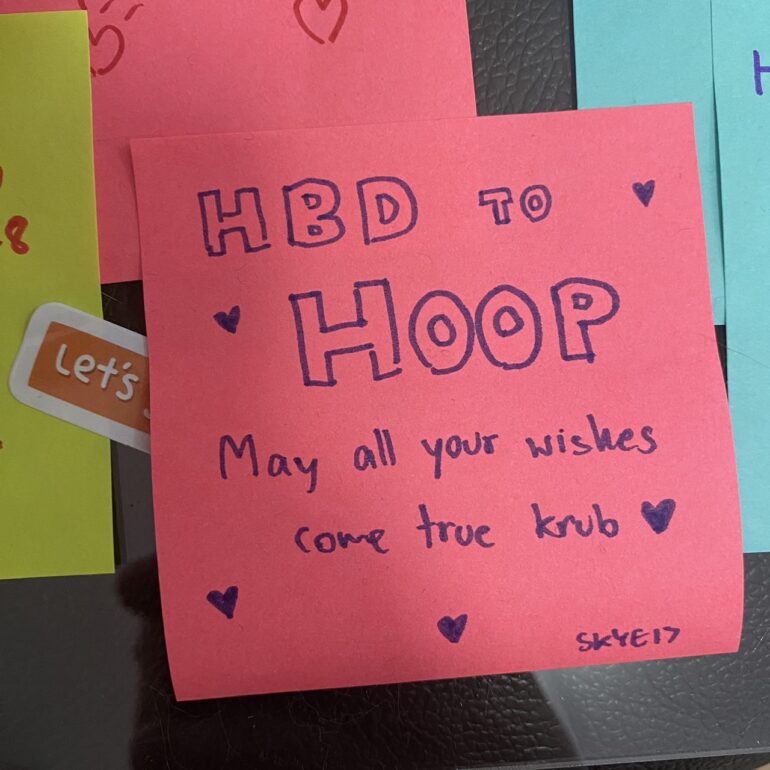 HBD TO
HOOP
May all your wishes
come true krub
SKYE17
Let's